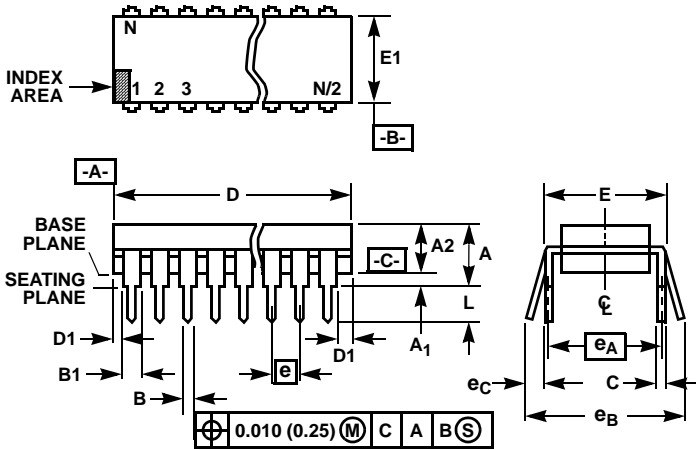 N
E1
INDEX
AREA
1 2 3 N/2
-B-
-A-
D
E
BASE
PLANE
A2 A
-C-
SEATING
PLANE
L
CL
D1 A1 D1
eA
B1 e
eC C
B
eB
0.010 (0.25) M C A B S